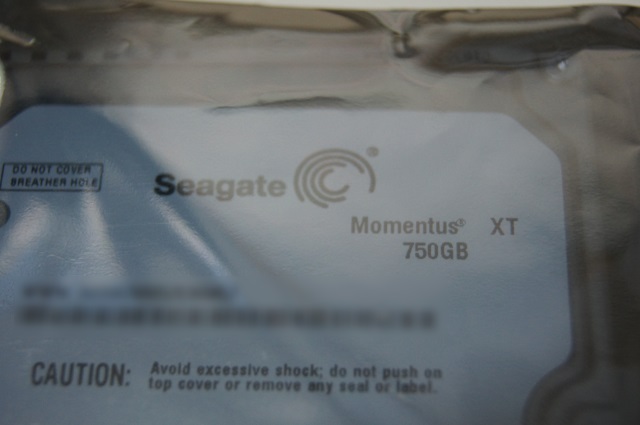 DO NOT COVER
BREATHER HOLE
Seagate
Momentus® XT
750GB
CAUTION: Avoid excessive shock; do not push on
top cover or remove any seal or label.